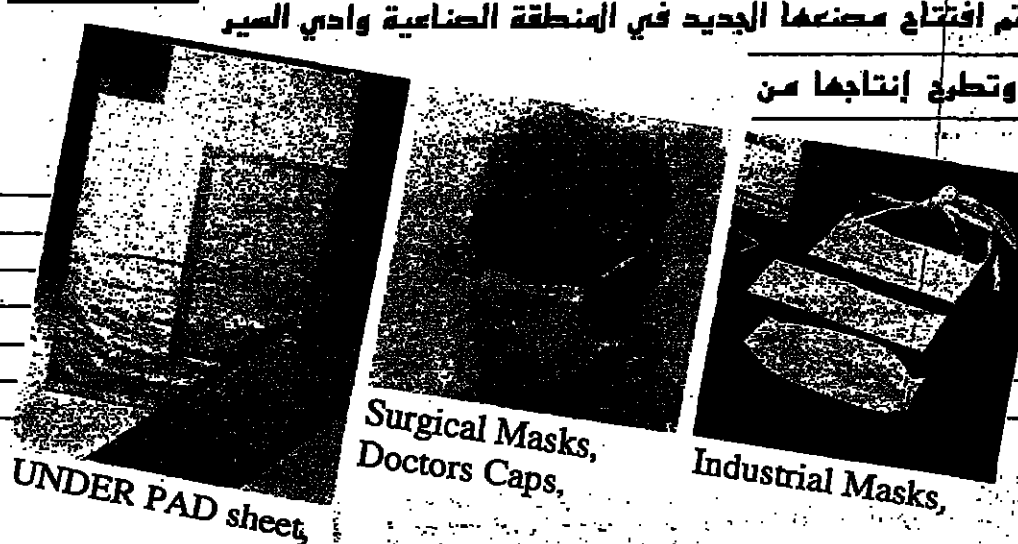 تم افتتاح مصنعها الجديد في المنطقة الصناعية وادي السير
وتطرح إنتاجها من
Surgical Masks,
Doctors Caps,
Industrial Masks,
UNDER PAD sheet,